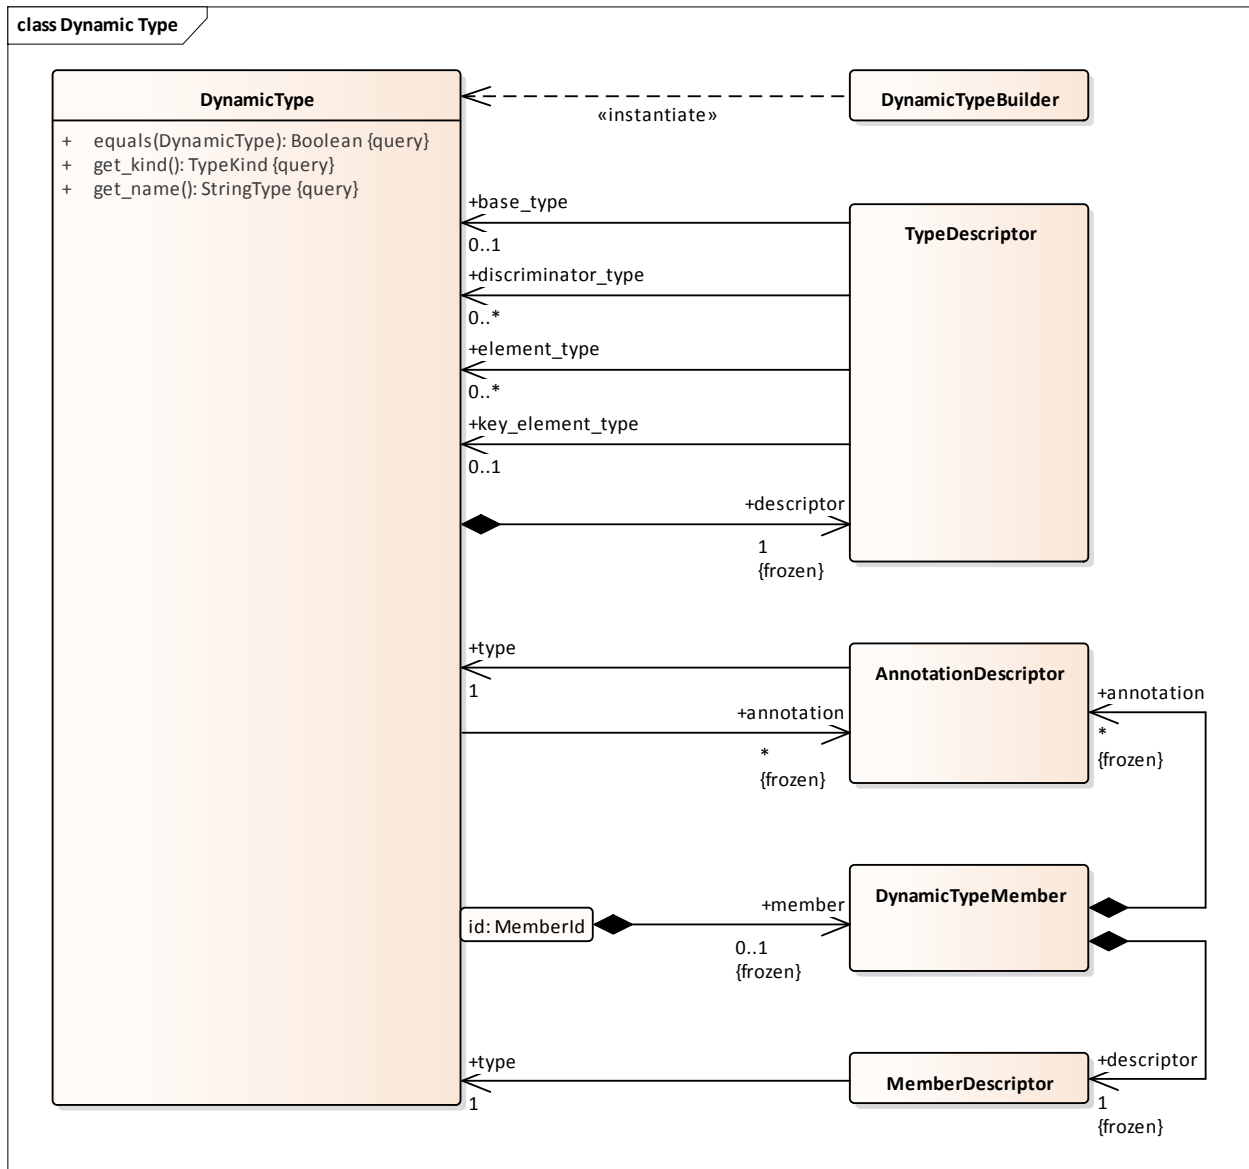 class Dynamic Type
DynamicType
+ equals(DynamicType): Boolean {query}
+ get_kind(): TypeKind {query}
+ get_name(): StringType {query}
DynamicTypeBuilder
«instantiate»
+base_type
0..1
TypeDescriptor
+discriminator_type
0..*
+element_type
0..*
+key_element_type
0..1
+descriptor
1
{frozen}
+type
1
AnnotationDescriptor
+annotation
*
{frozen}
+annotation
*
{frozen}
DynamicTypeMember
id: MemberId
+member
0..1
{frozen}
+type
1
MemberDescriptor
+descriptor
1
{frozen}